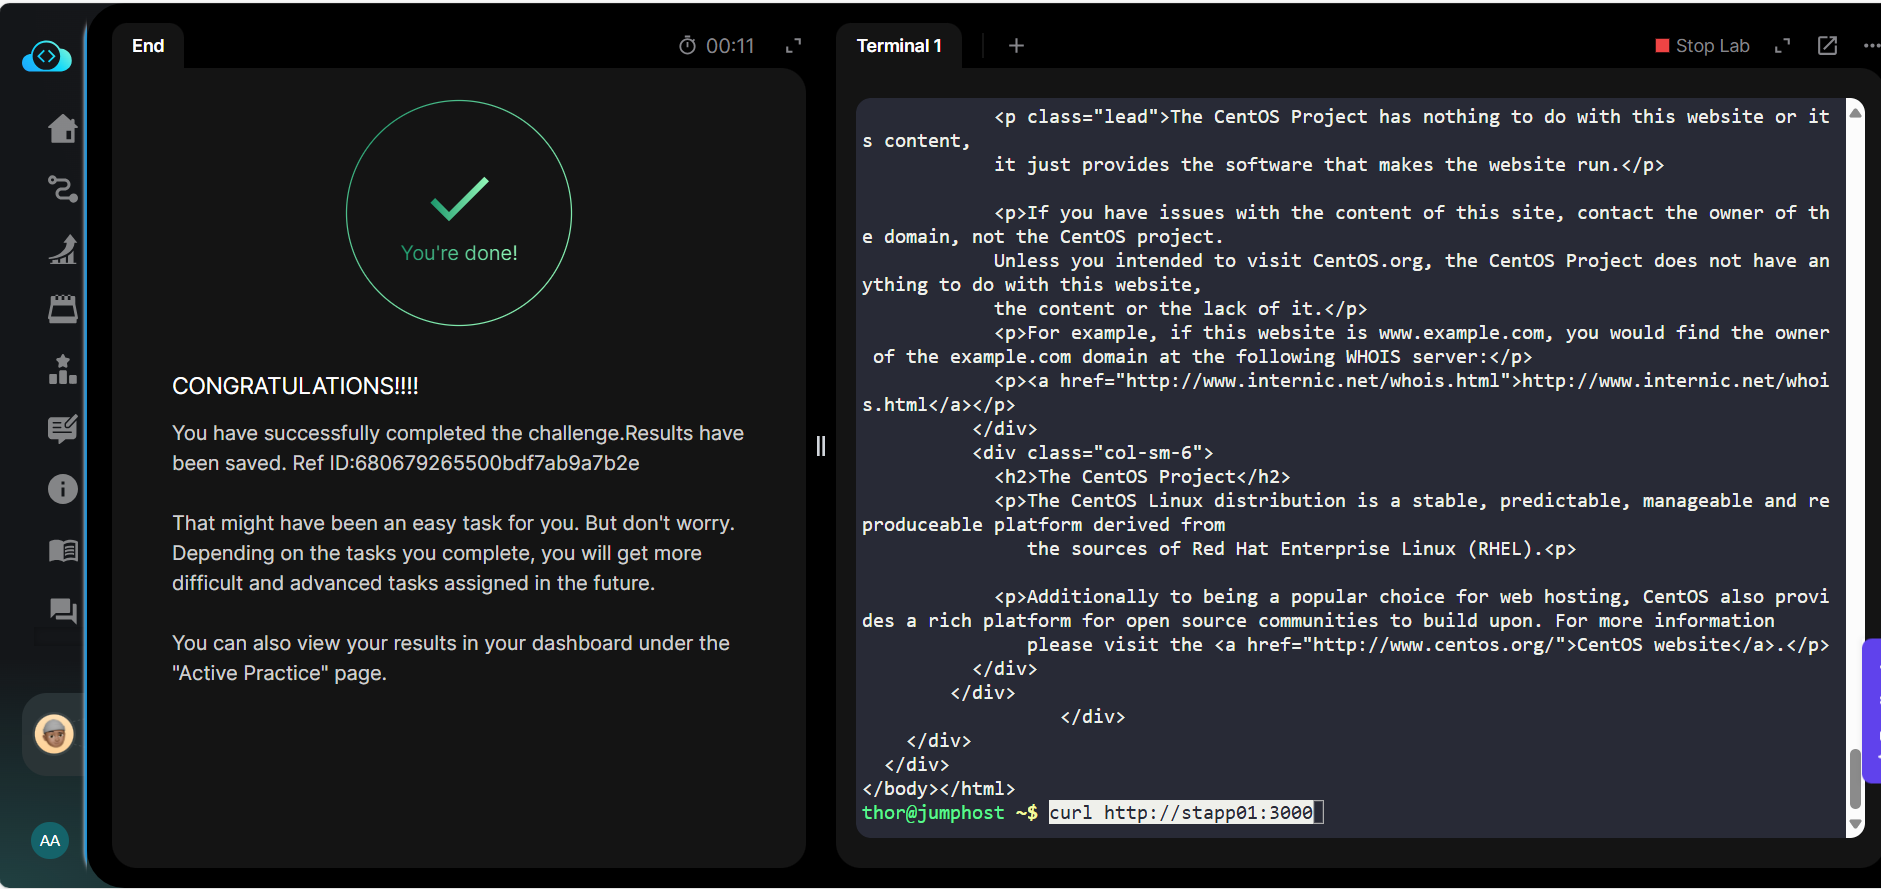 End
00:11
You're done!
CONGRATULATIONS!!!!
You have successfully completed the challenge.Results have
been saved. Ref ID:680679265500bdf7ab9a7b2e
That might have been an easy task for you. But don't worry.
Depending on the tasks you complete, you will get more
difficult and advanced tasks assigned in the future.
You can also view your results in your dashboard under the
"Active Practice" page.
AA
Terminal 1
Stop Lab
<p class="lead">The CentOS Project has nothing to do with this website or it
s content,
it just provides the software that makes the website run.</p>
<p>If you have issues with the content of this site, contact the owner of th
e domain, not the CentOS project.
Unless you intended to visit CentOS.org, the CentOS Project does not have an
ything to do with this website,
the content or the lack of it.</p>
<p>For example, if this website is www.example.com, you would find the owner
of the example.com domain at the following WHOIS server:</p>
<p><a href="http://www.internic.net/whois.html">http://www.internic.net/whoi
s.html</a></p>
</div>
<div class="col-sm-6">
<h2>The CentOS Project</h2>
<p>The CentOS Linux distribution is a stable, predictable, manageable and re
produceable platform derived from
the sources of Red Hat Enterprise Linux (RHEL).<p>
<p>Additionally to being a popular choice for web hosting, CentOS also provi
des a rich platform for open source communities to build upon. For more information
please visit the <a href="http://www.centos.org/">CentOS website</a>.</p>
</div>
</div>
</div>
</div>
</div>
</body></html>
thor@jumphost ~$ curl http://stapp01:3000